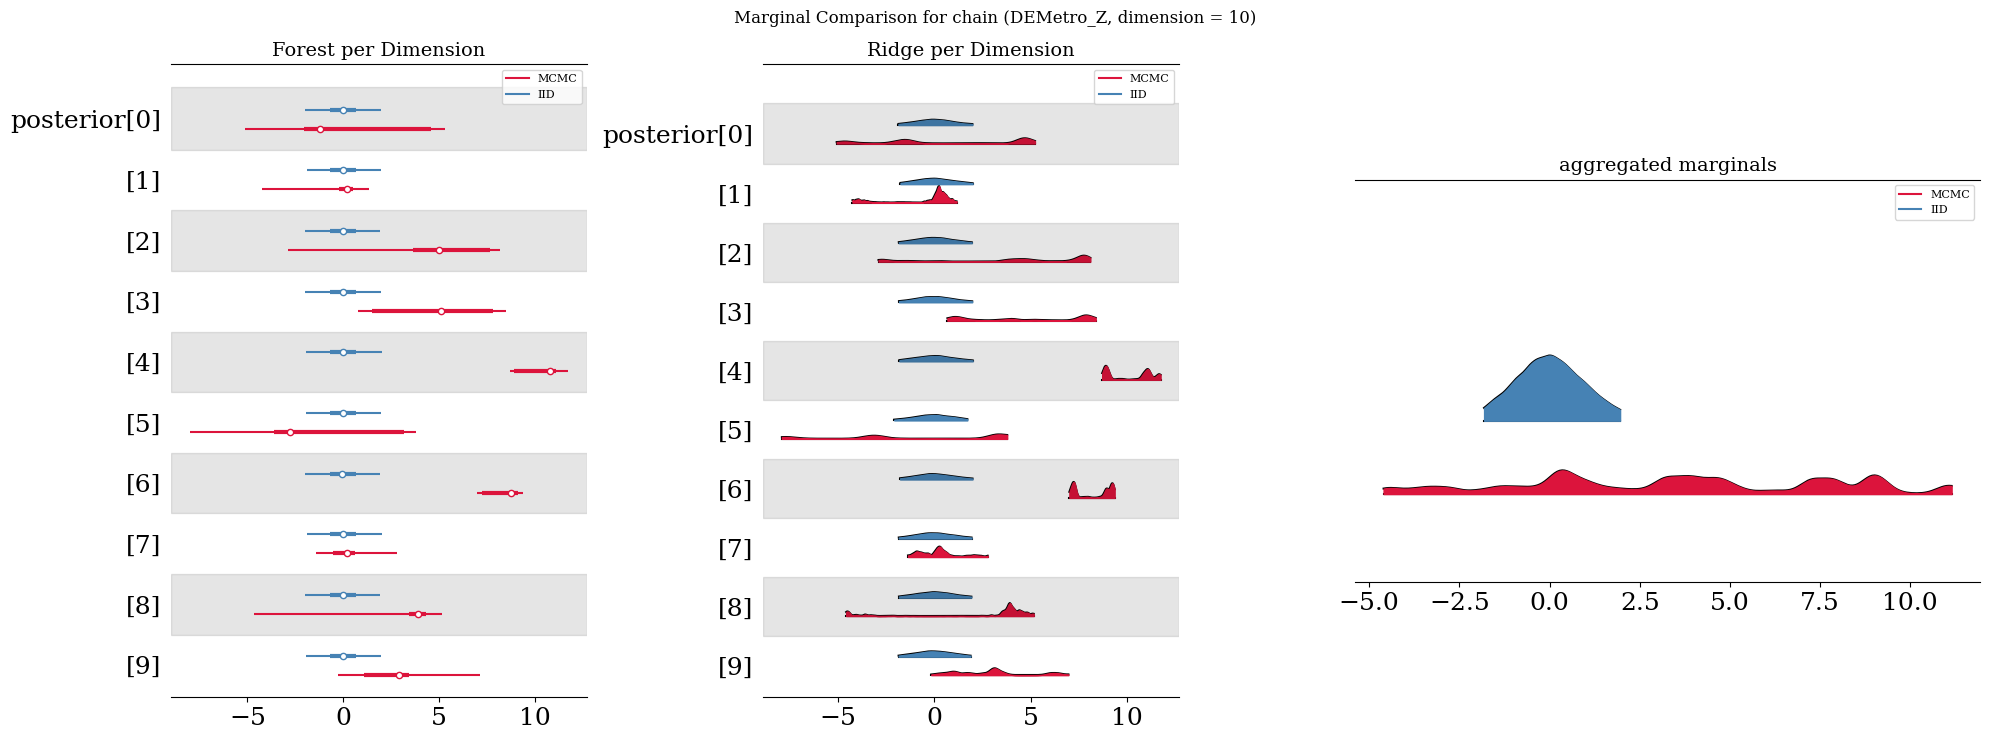 Marginal Comparison for chain (DEMetro_Z, dimension = 10)
Forest per Dimension
MCMC
IID
posterior[0]
[1]
[2]
[3]
[4]
[5]
[6]
[7]
[8]
[9]
−5 0 5 10
Ridge per Dimension
MCMC
IID
posterior[0]
[1]
[2]
[3]
[4]
[5]
[6]
[7]
[8]
[9]
−5 0 5 10
aggregated marginals
MCMC
IID
−5.0 −2.5 0.0 2.5 5.0 7.5 10.0